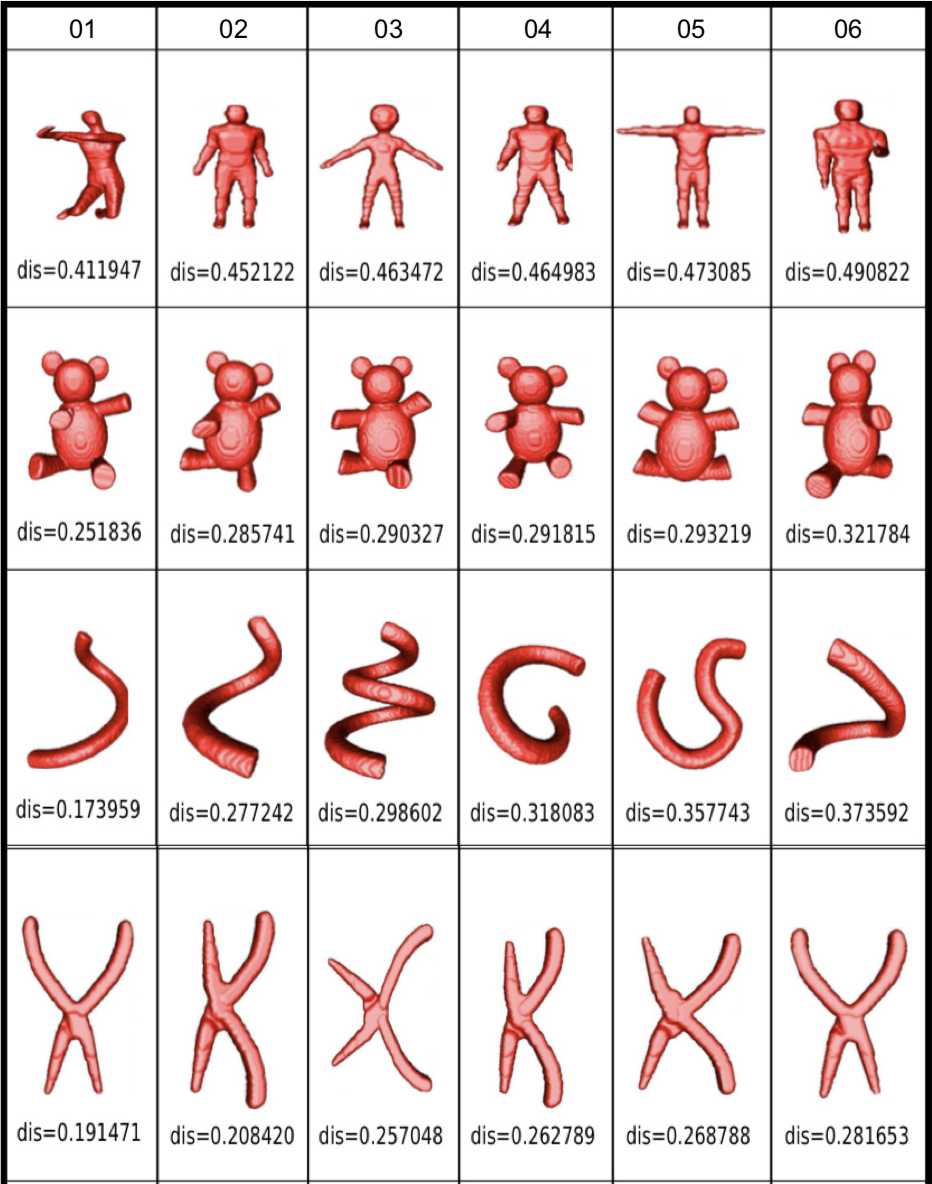 01 02 03 04 05 06
dis=0.411947 dis=0.452122 dis=0.463472 dis=0.464983 dis=0.473085 dis=0.490822
dis=0.251836 dis=0.285741 dis=0.290327 dis=0.291815 dis=0.293219 dis=0.321784
dis=0.173959 dis=0.277242 dis=0.298602 dis=0.318083 dis=0.357743 dis=0.373592
dis=0.191471 dis=0.208420 dis=0.257048 dis=0.262789 dis=0.268788 dis=0.281653